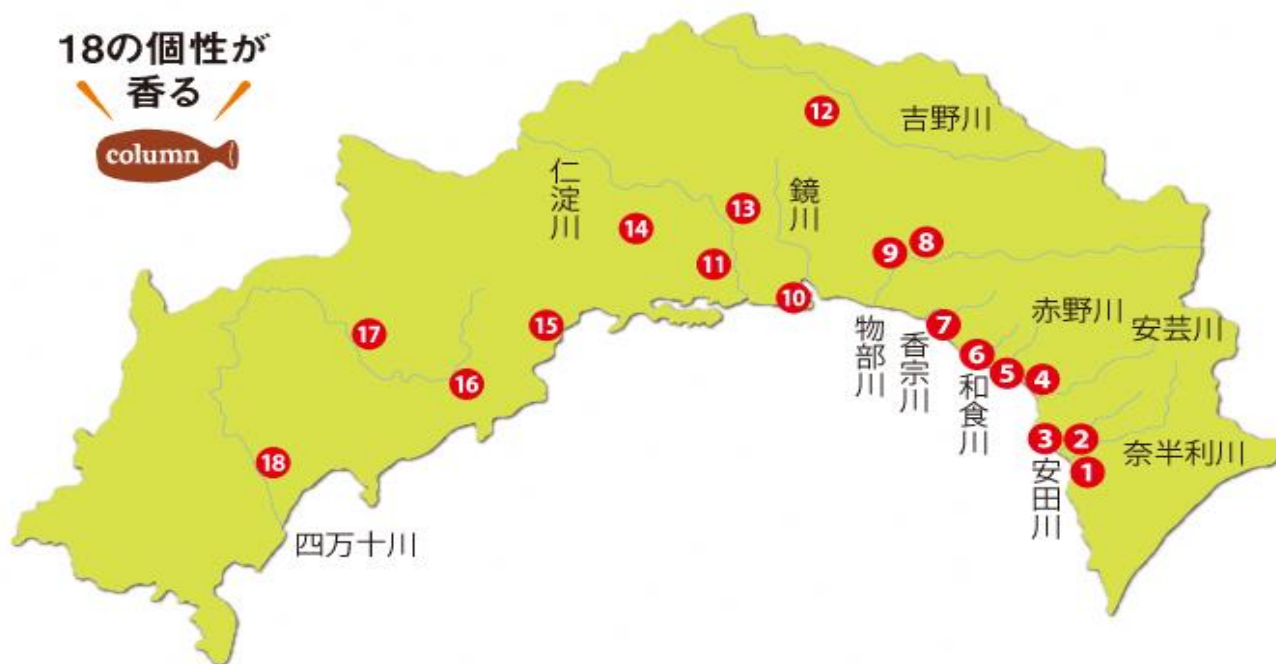 18の個性が
香る
column
吉野川
仁淀川
鏡川
赤野川
安芸川
物部川
香宗川
和食川
安田川
奈半利川
四万十川
12
13
14
11
9
8
10
7
15
17
6
5
4
16
3
2
18
1